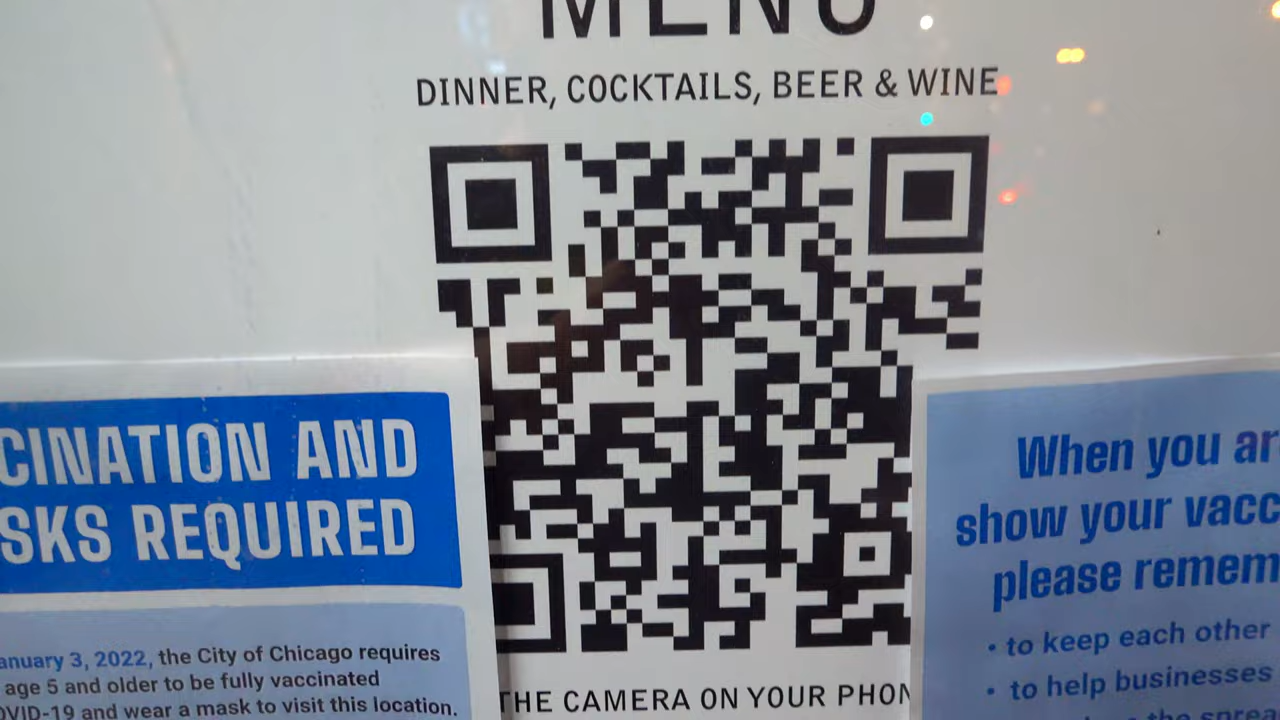 MENU
DINNER, COCKTAILS, BEER & WINE
CINATION AND
SKS REQUIRED
anuary 3, 2022, the City of Chicago requires
age 5 and older to be fully vaccinated
OVID-19 and wear a mask to visit this location.
THE CAMERA ON YOUR PHON
When you ar
show your vacc
please remem
• to keep each other
• to help businesses